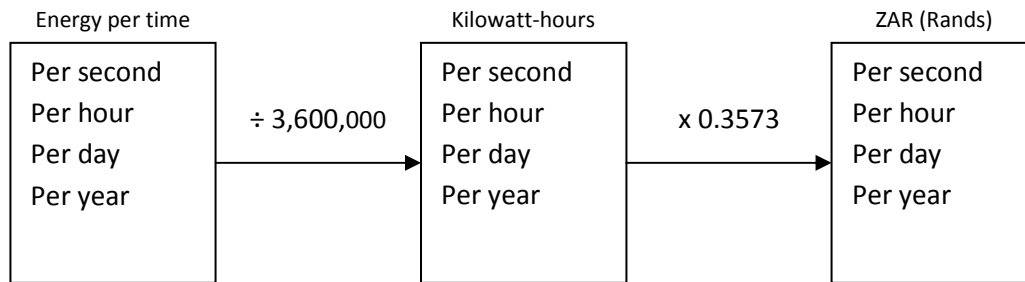 Energy per time
Kilowatt-hours
ZAR (Rands)
Per second
Per hour
Per day
Per year
÷ 3,600,000
Per second
Per hour
Per day
Per year
x 0.3573
Per second
Per hour
Per day
Per year